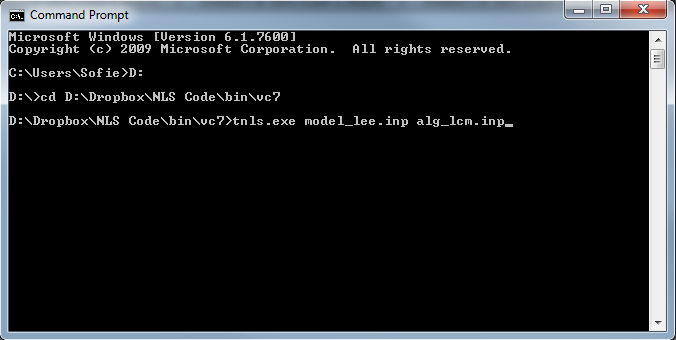 Command Prompt
Microsoft Windows [Version 6.1.7600]
Copyright (c) 2009 Microsoft Corporation.  All rights reserved.
C:\Users\Sofie>D:
D:\>cd D:\Dropbox\NLS Code\bin\vc7
D:\Dropbox\NLS Code\bin\vc7>tnls.exe model_lee.inp alg_lcm.inp_